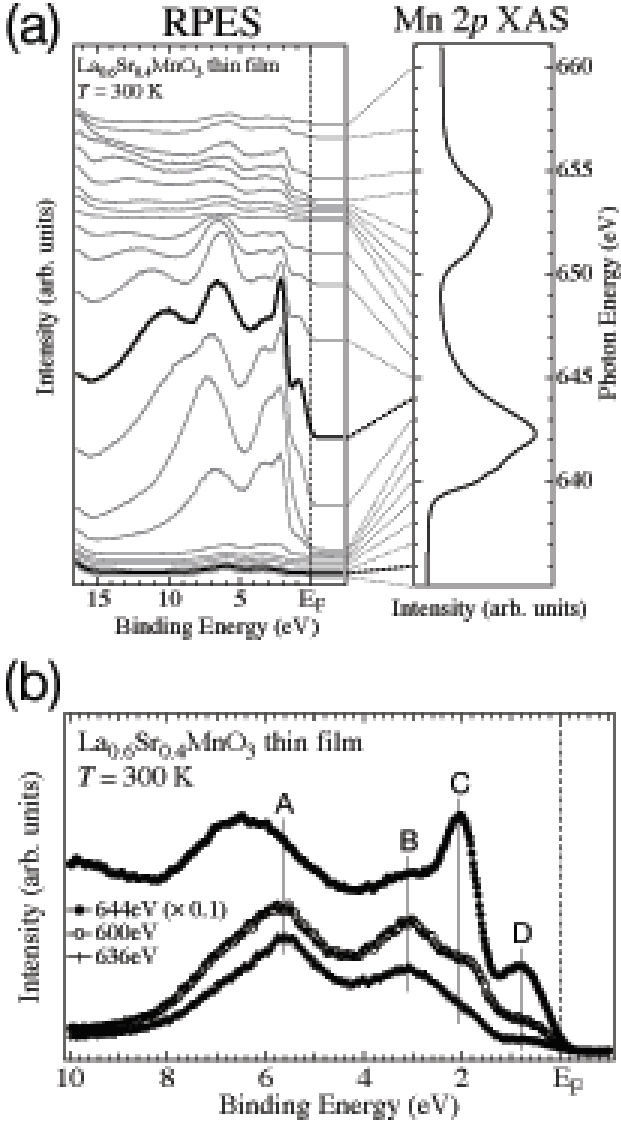 (a)
RPES
Mn 2p XAS
La0.6Sr0.4MnO3 thin film
T = 300 K
660
655
650
645
640
Photon Energy (eV)
Intensity (arb. units)
15
10
5
EF
Binding Energy (eV)
Intensity (arb. units)
(b)
La0.6Sr0.4MnO3 thin film
T = 300 K
A
B
C
D
644eV (× 0.1)
600eV
636eV
Intensity (arb. units)
10
8
6
4
2
EF
Binding Energy (eV)